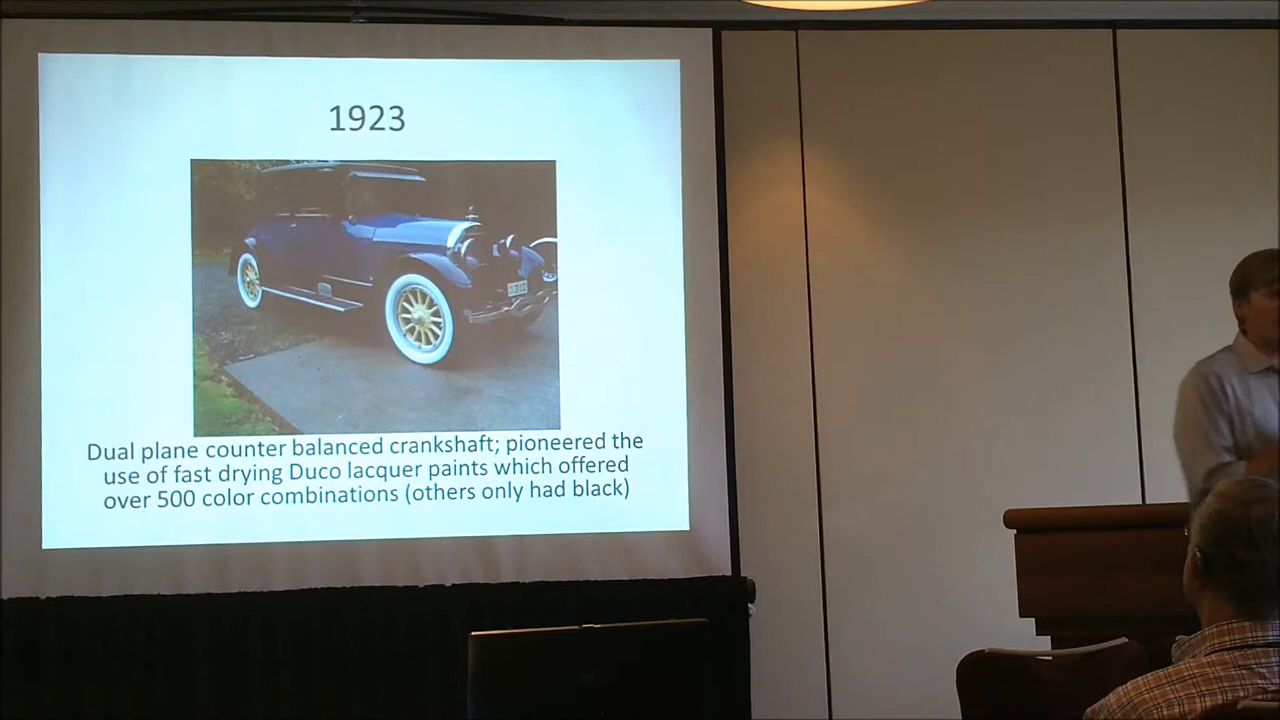 1923
Dual plane counter balanced crankshaft; pioneered the
use of fast drying Duco lacquer paints which offered
over 500 color combinations (others only had black)